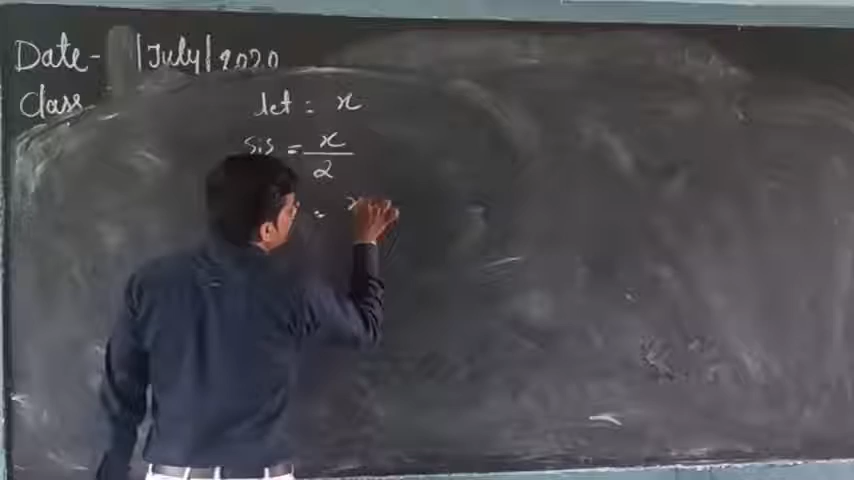 Date- /July/2020
Class
let = x
sis = x/2
= x